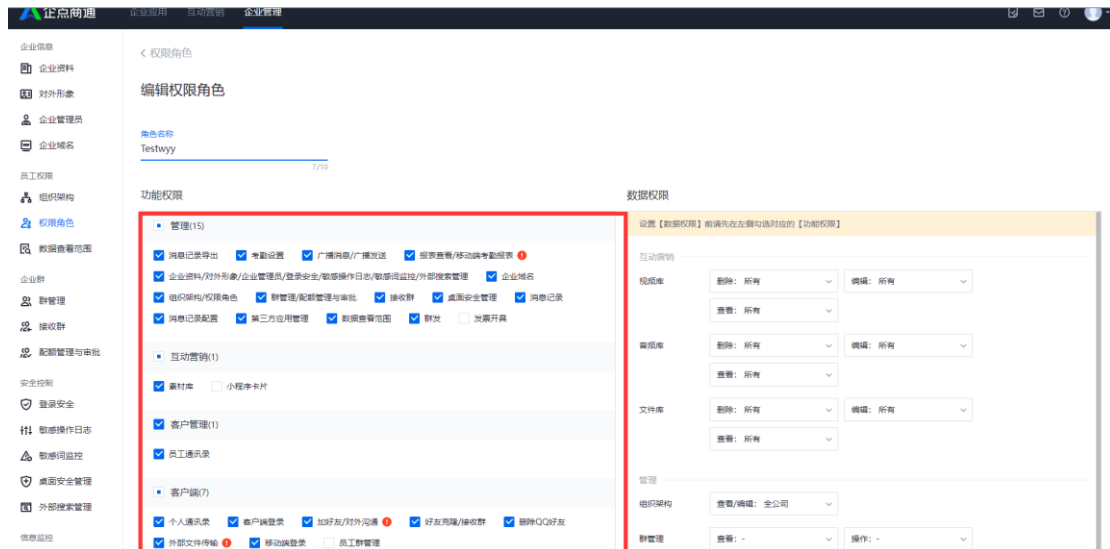 企点商通 企业应用 互动营销 企业管理
企业信息
企业资料
对外形象
企业管理员
企业域名
员工权限
组织架构
权限角色
数据查看范围
企业群
群管理
接收群
配额管理与审批
安全控制
登录安全
敏感操作日志
敏感词监控
桌面安全管理
外部搜索管理
信息监控
< 权限角色
编辑权限角色
角色名称
Testwyy
7/10
功能权限
管理(15)
消息记录导出 考勤设置 广播消息/广播发送 报表查看/移动端考勤报表
企业资料/对外形象/企业管理员/登录安全/敏感操作日志/敏感词监控/外部搜索管理 企业域名
组织架构/权限角色 群管理/配额管理与审批 接收群 桌面安全管理 消息记录
消息记录配置 第三方应用管理 数据查看范围 群发 发票开具
互动营销(1)
素材库 小程序卡片
客户管理(1)
员工通讯录
客户端(7)
个人通讯录 客户端登录 加好友/对外沟通 好友克隆/接收群 删除QQ好友
外部文件传输 移动端登录 员工群管理
数据权限
设置【数据权限】前请先在左侧勾选对应的【功能权限】
互动营销
视频库 删除: 所有 编辑: 所有
查看: 所有
音频库 删除: 所有 编辑: 所有
查看: 所有
文件库 删除: 所有 编辑: 所有
查看: 所有
管理
组织架构 查看/编辑: 全公司
群管理 查看: - 操作: -